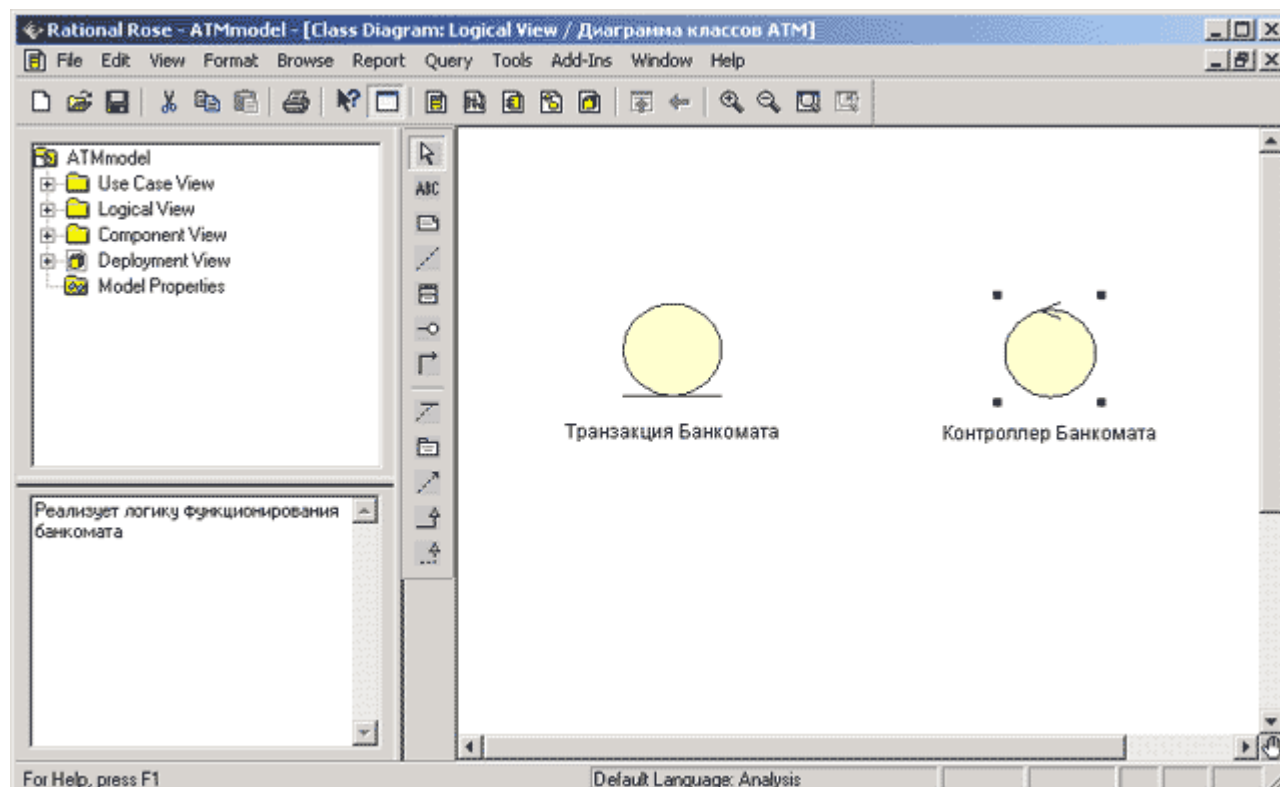 Rational Rose - ATMmodel - [Class Diagram: Logical View / Диаграмма классов ATM]
File Edit View Format Browse Report Query Tools Add-Ins Window Help
ATMmodel
Use Case View
Logical View
Component View
Deployment View
Model Properties
ABC
Транзакция Банкомата
Контроллер Банкомата
Реализует логику функционирования
банкомата
For Help, press F1
Default Language: Analysis